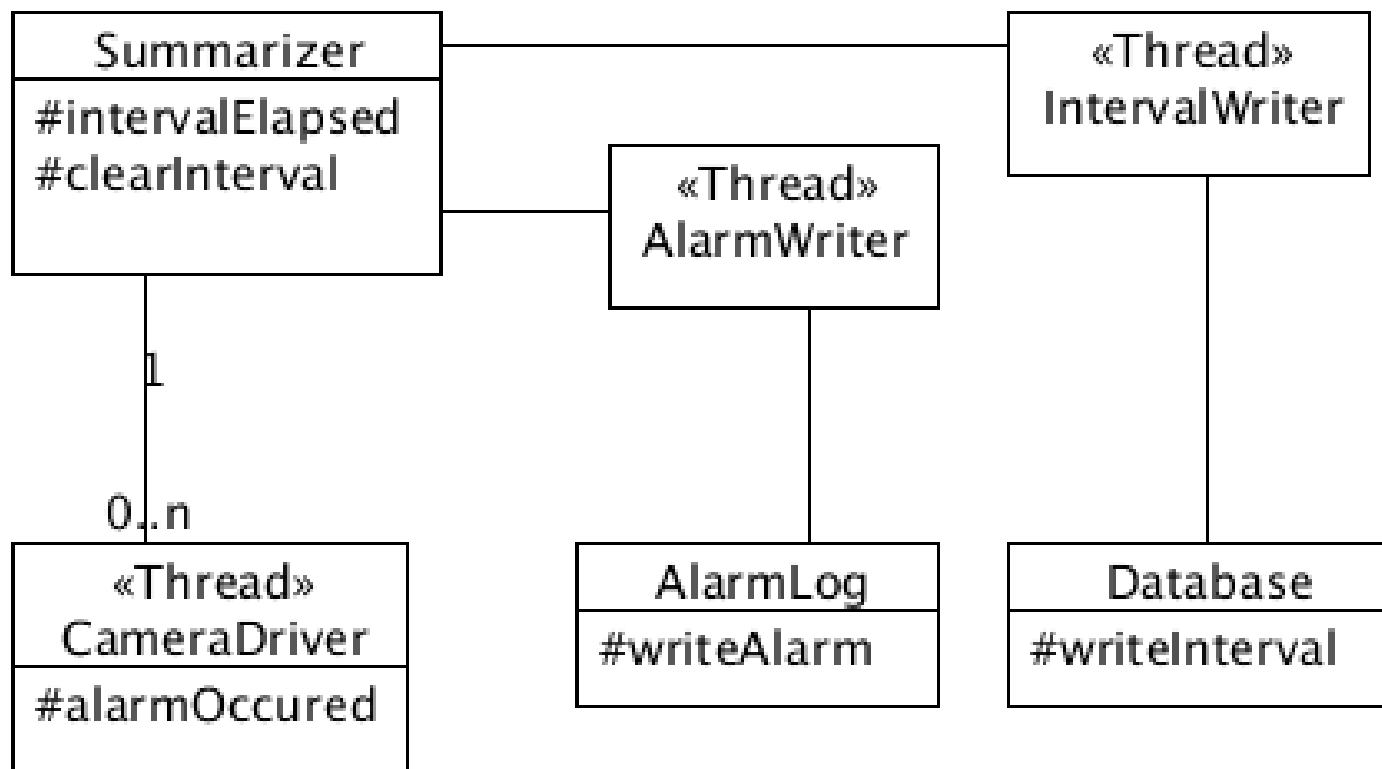 Summarizer
#intervalElapsed
#clearInterval
«Thread»
IntervalWriter
«Thread»
AlarmWriter
1
0..n
«Thread»
CameraDriver
#alarmOccured
AlarmLog
#writeAlarm
Database
#writeInterval